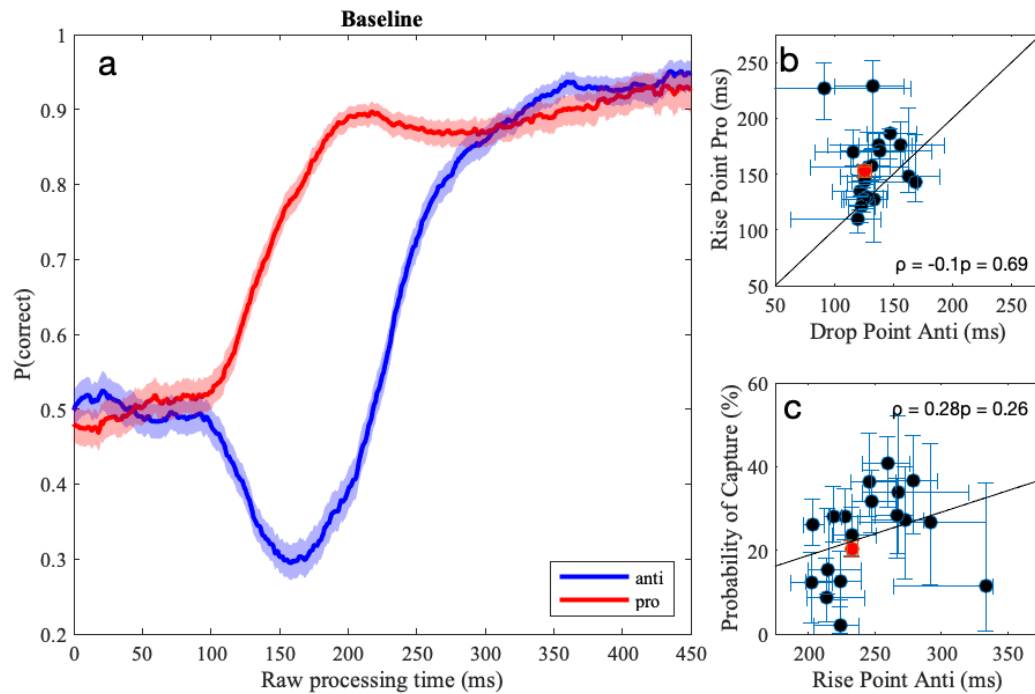 Baseline
a
1
0.9
0.8
0.7
0.6
0.5
0.4
0.3
0.2
P(correct)
0 50 100 150 200 250 300 350 400 450
Raw processing time (ms)
anti
pro
b
250
200
150
100
50
Rise Point Pro (ms)
ρ = -0.1p = 0.69
50 100 150 200 250
Drop Point Anti (ms)
c
60
40
20
0
Probability of Capture (%)
ρ = 0.28p = 0.26
200 250 300 350
Rise Point Anti (ms)